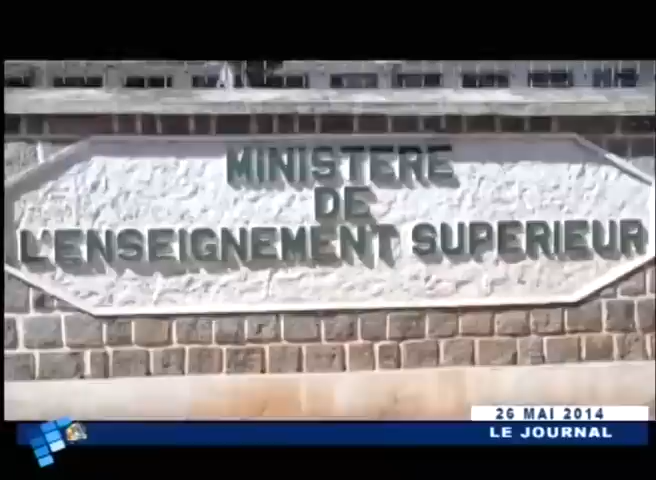 MINISTERE
DE
L'ENSEIGNEMENT SUPERIEUR
26 MAI 2014
LE JOURNAL